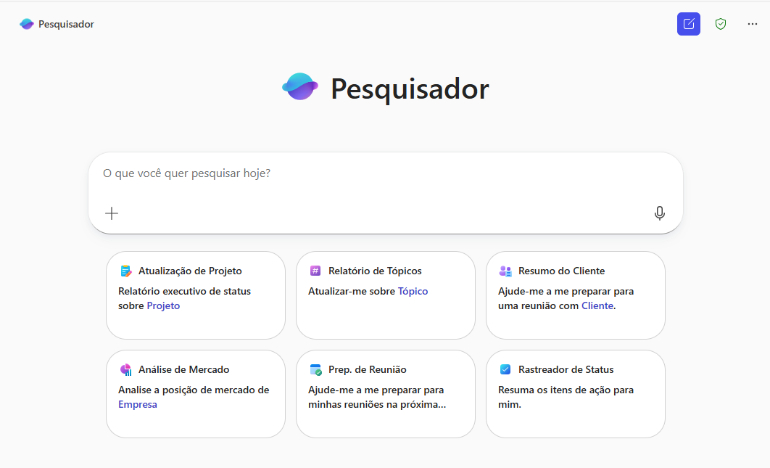 Pesquisador
Pesquisador
O que você quer pesquisar hoje?
Atualização de Projeto
Relatório executivo de status
sobre Projeto
Relatório de Tópicos
Atualizar-me sobre Tópico
Resumo do Cliente
Ajude-me a me preparar para
uma reunião com Cliente.
Análise de Mercado
Analise a posição de mercado de
Empresa
Prep. de Reunião
Ajude-me a me preparar para
minhas reuniões na próxima...
Rastreador de Status
Resuma os itens de ação para
mim.